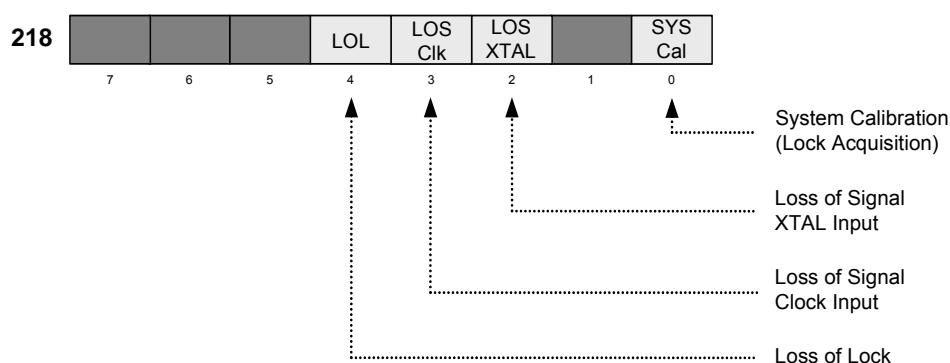 218
LOL
LOS
Clk
LOS
XTAL
SYS
Cal
7 6 5 4 3 2 1 0
System Calibration
(Lock Acquisition)
Loss of Signal
XTAL Input
Loss of Signal
Clock Input
Loss of Lock